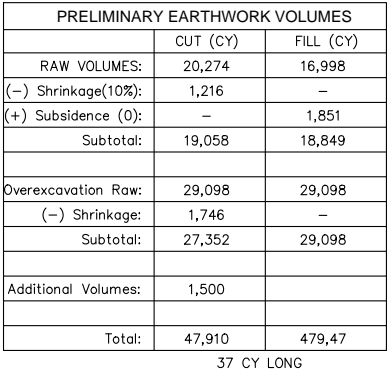 PRELIMINARY EARTHWORK VOLUMES
CUT (CY) FILL (CY)
RAW VOLUMES: 20,274 16,998
(-) Shrinkage(10%): 1,216 -
(+) Subsidence (0): - 1,851
Subtotal: 19,058 18,849
Overexcavation Raw: 29,098 29,098
(-) Shrinkage: 1,746 -
Subtotal: 27,352 29,098
Additional Volumes: 1,500
Total: 47,910 479,47
37 CY LONG